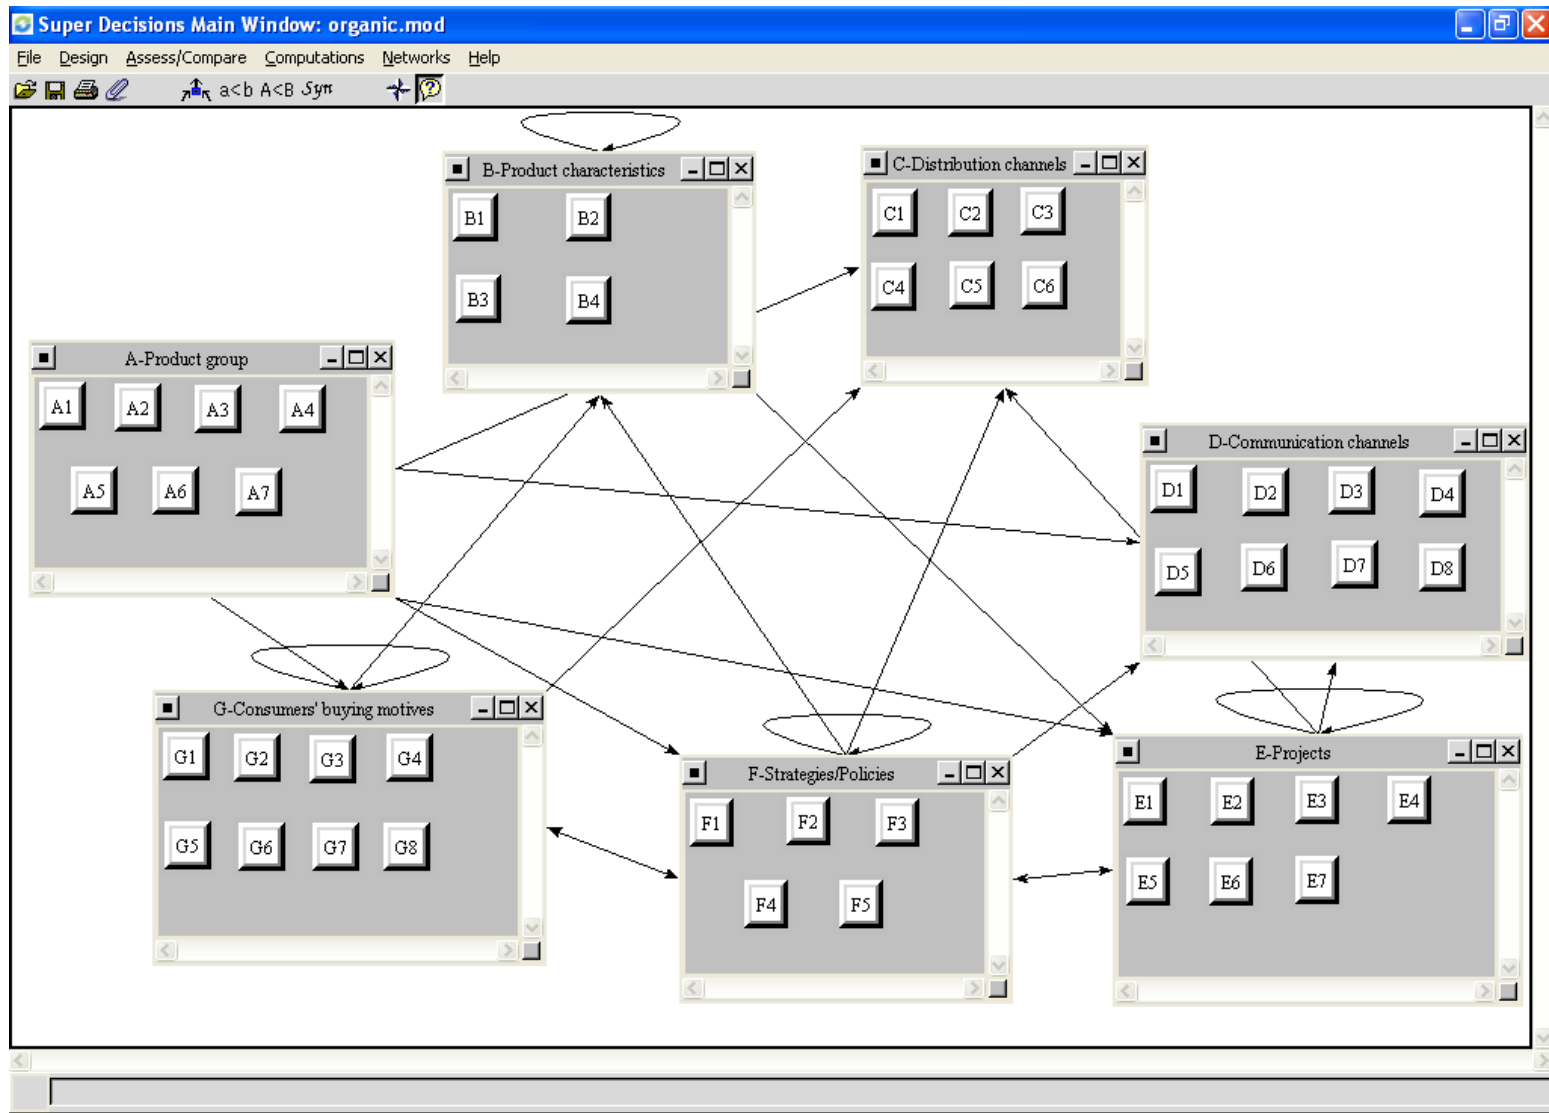 Super Decisions Main Window: organic.mod
File Design Assess/Compare Computations Networks Help
a<b A<B Syn
B-Product characteristics
B1 B2
B3 B4
C-Distribution channels
C1 C2 C3
C4 C5 C6
A-Product group
A1 A2 A3 A4
A5 A6 A7
D-Communication channels
D1 D2 D3 D4
D5 D6 D7 D8
G-Consumers' buying motives
G1 G2 G3 G4
G5 G6 G7 G8
F-Strategies/Policies
F1 F2 F3
F4 F5
E-Projects
E1 E2 E3 E4
E5 E6 E7